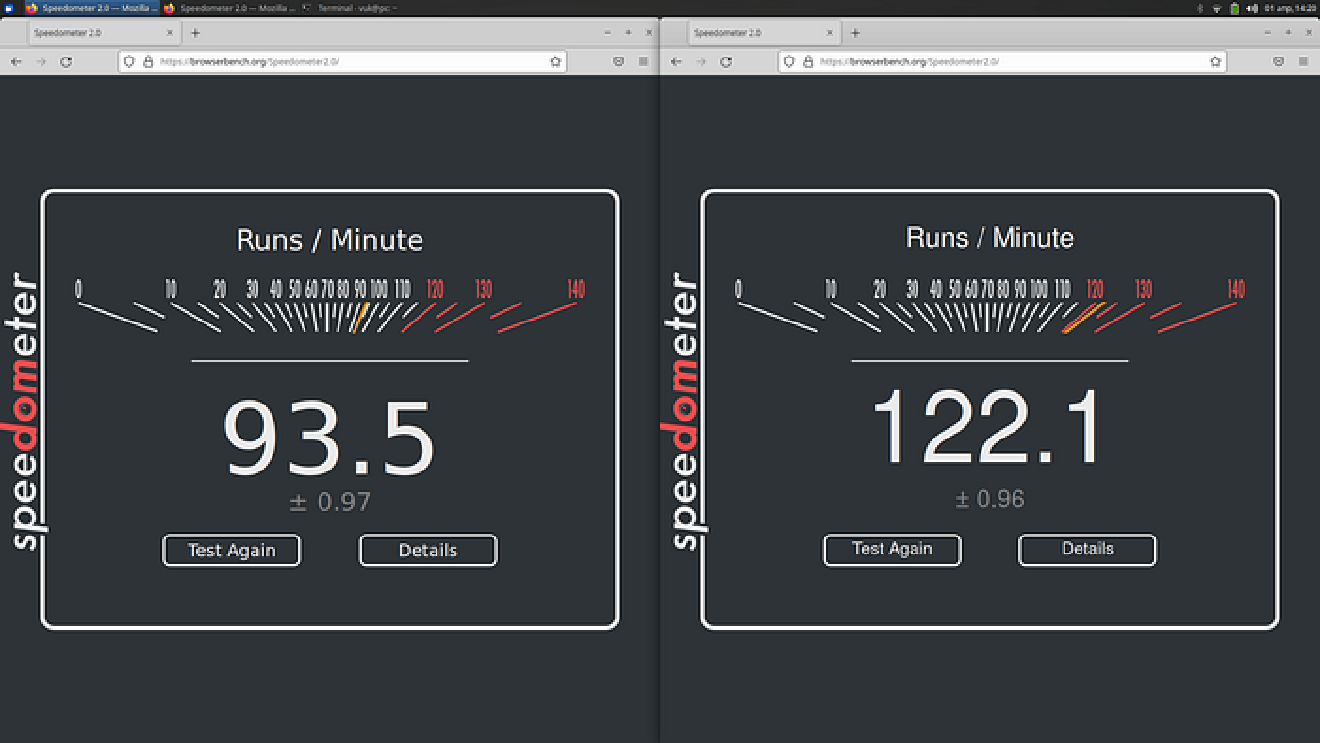 Speedometer 2.0 — Mozilla ...
Speedometer 2.0 — Mozilla ...
Terminal - vuk@pc: ~
01 апр, 14:20
Speedometer 2.0
https://browserbench.org/Speedometer2.0/
speedometer
Runs / Minute
0 10 20 30 40 50 60 70 80 90 100 110 120 130 140
93.5
± 0.97
Test Again
Details
Speedometer 2.0
https://browserbench.org/Speedometer2.0/
speedometer
Runs / Minute
0 10 20 30 40 50 60 70 80 90 100 110 120 130 140
122.1
± 0.96
Test Again
Details